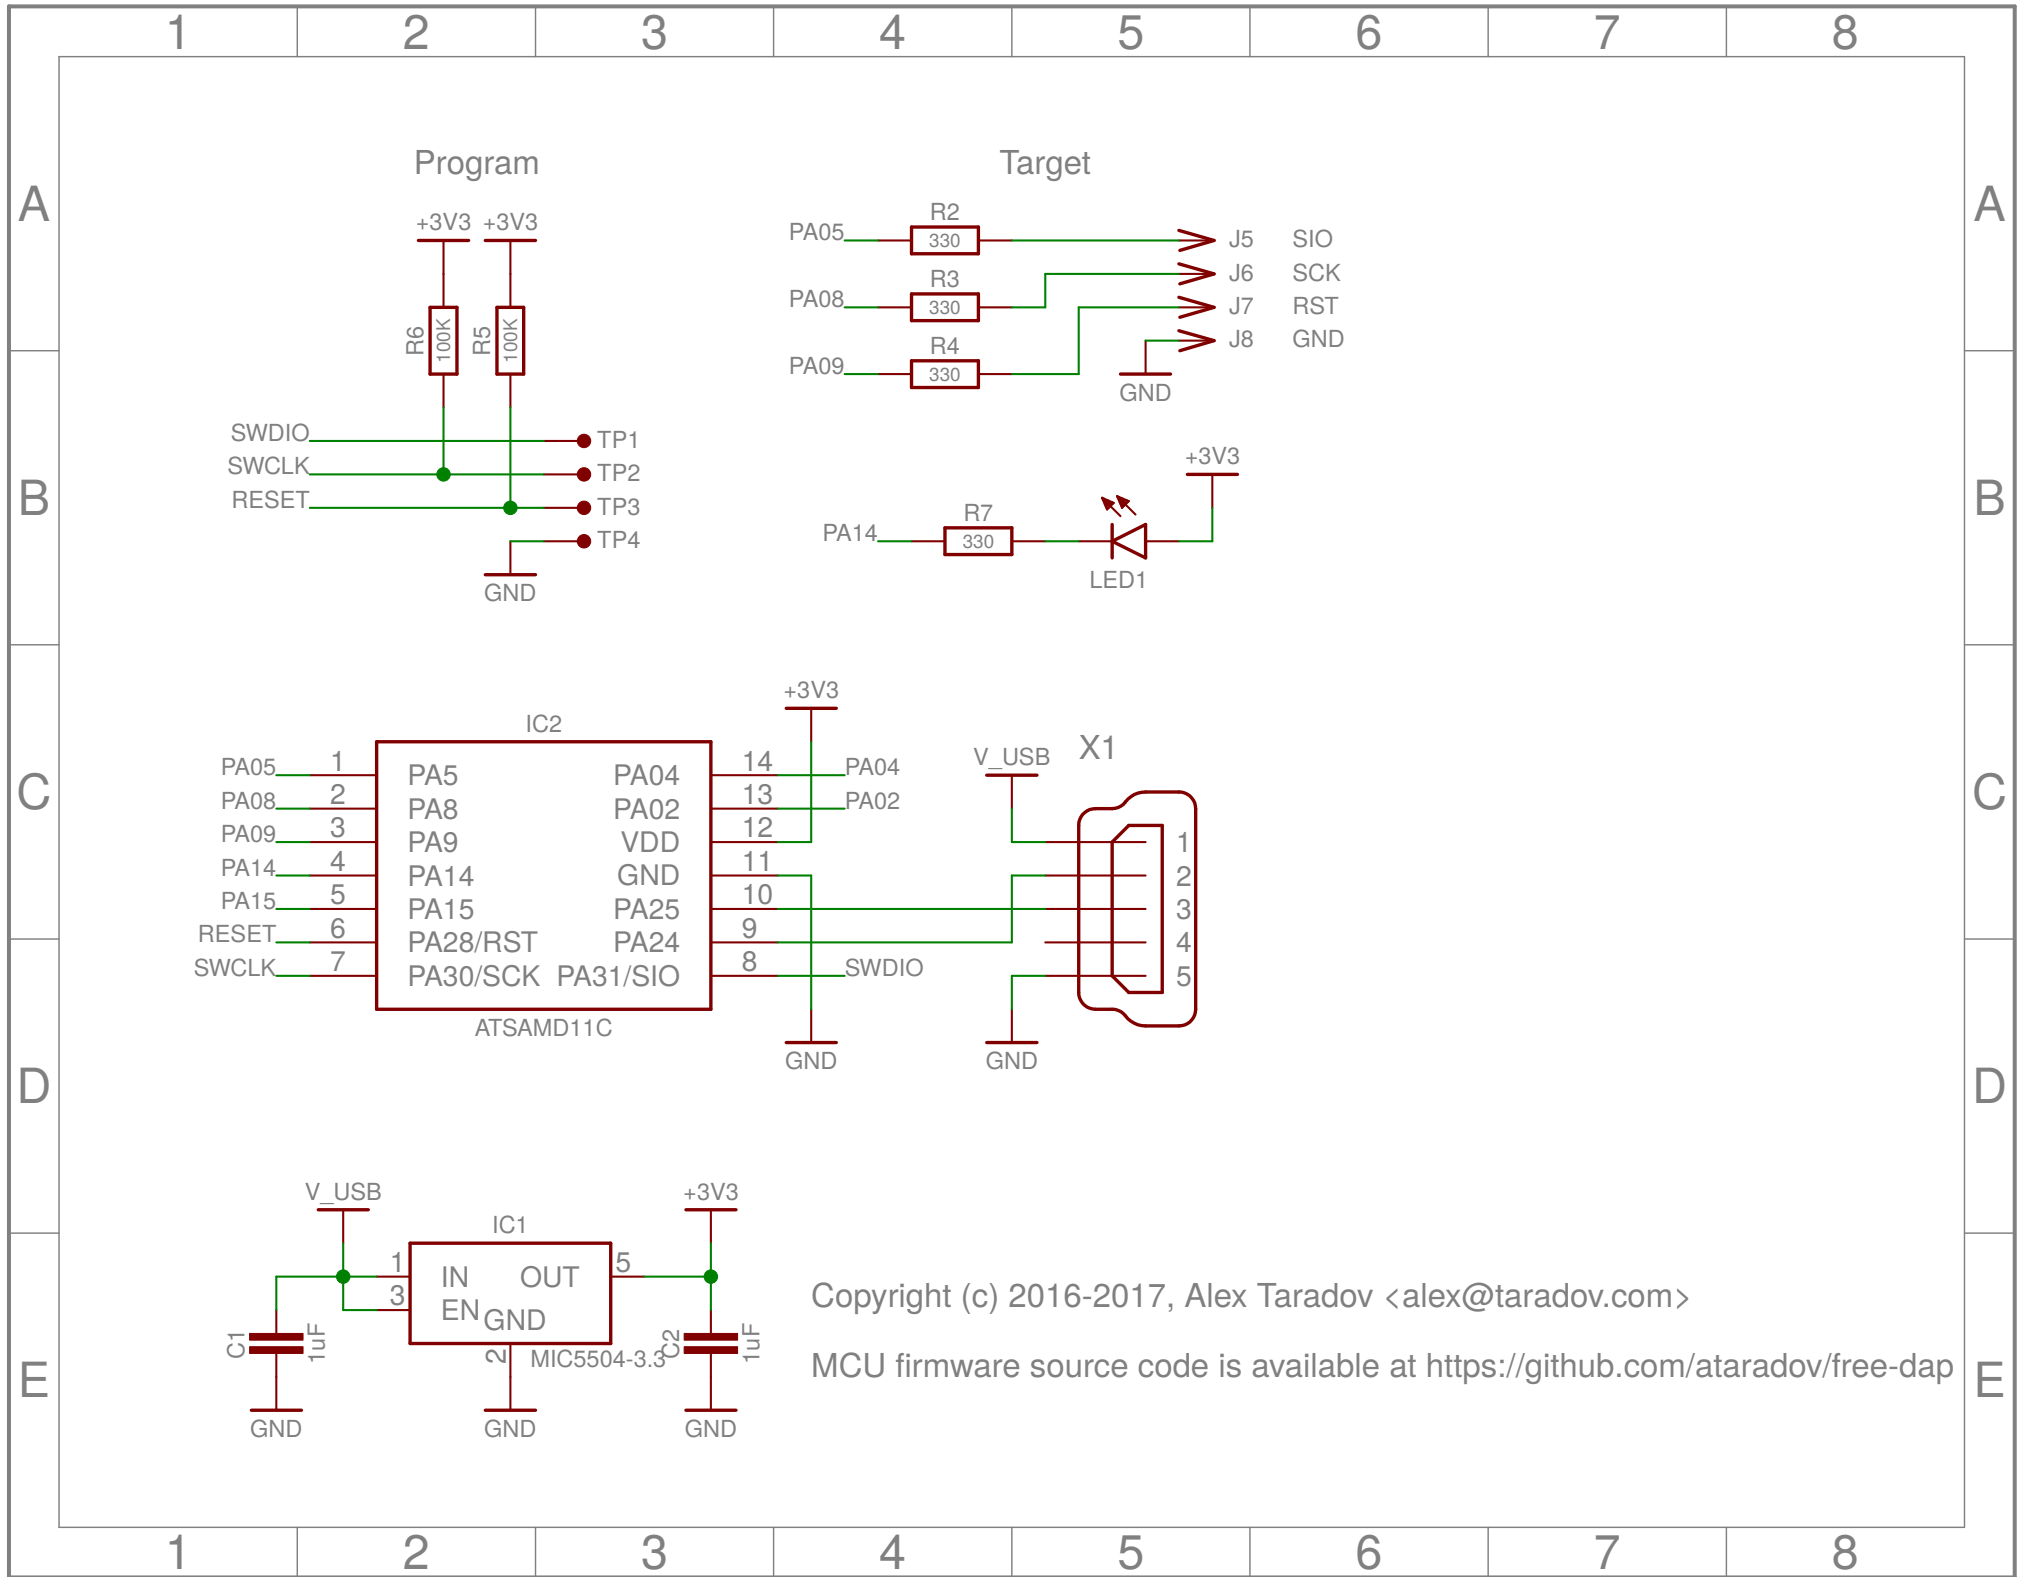 1 2 3 4 5 6 7 8
A A
Program Target
+3V3 +3V3
R6 100K R5 100K
SWDIO TP1
SWCLK TP2
RESET TP3
TP4
GND
PA05 R2 330 J5 SIO
PA08 R3 330 J6 SCK
PA09 R4 330 J7 RST
J8 GND
GND
B B
+3V3
PA14 R7 330
LED1
C C
IC2
+3V3
PA05 1 PA5 PA04 14 PA04
PA08 2 PA8 PA02 13 PA02
PA09 3 PA9 VDD 12
PA14 4 PA14 GND 11
PA15 5 PA15 PA25 10
RESET 6 PA28/RST PA24 9
SWCLK 7 PA30/SCK PA31/SIO 8 SWDIO
ATSAMD11C
GND
V_USB X1
1
2
3
4
5
GND
D D
V_USB +3V3
IC1
1 IN OUT 5
3 EN GND
2 MIC5504-3.3
C1 1uF
C2 1uF
GND GND GND
Copyright (c) 2016-2017, Alex Taradov <alex@taradov.com>
MCU firmware source code is available at https://github.com/ataradov/free-dap
E E
1 2 3 4 5 6 7 8